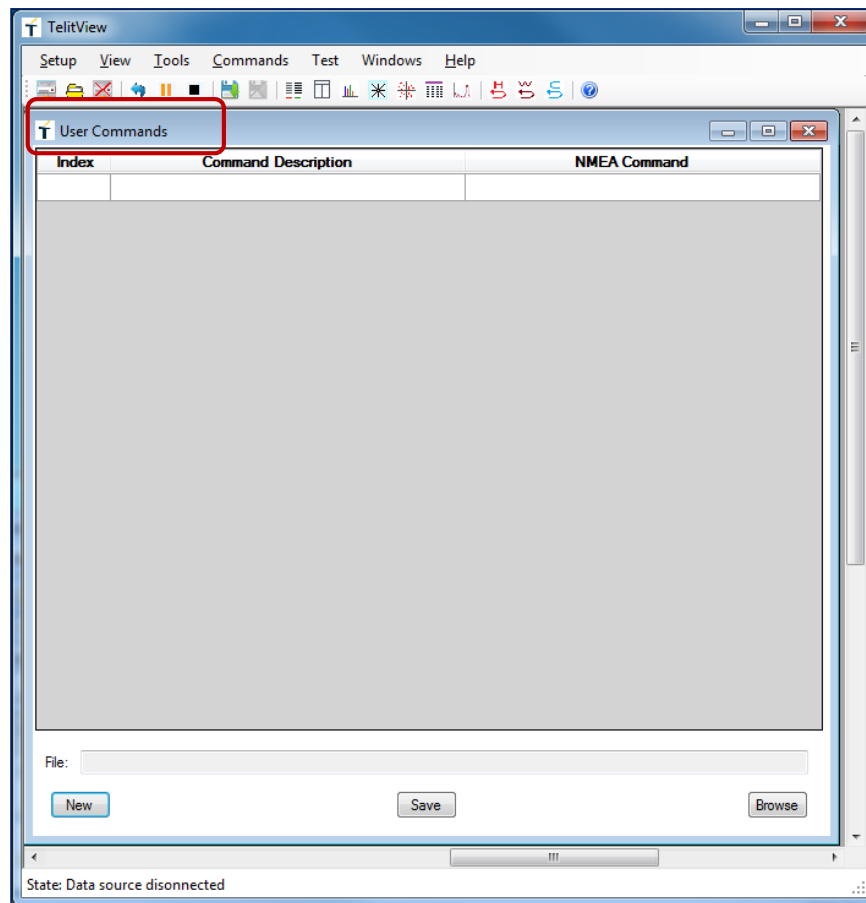 TelitView
Setup View Tools Commands Test Windows Help
User Commands
Index Command Description NMEA Command
File:
New Save Browse
State: Data source disonnected